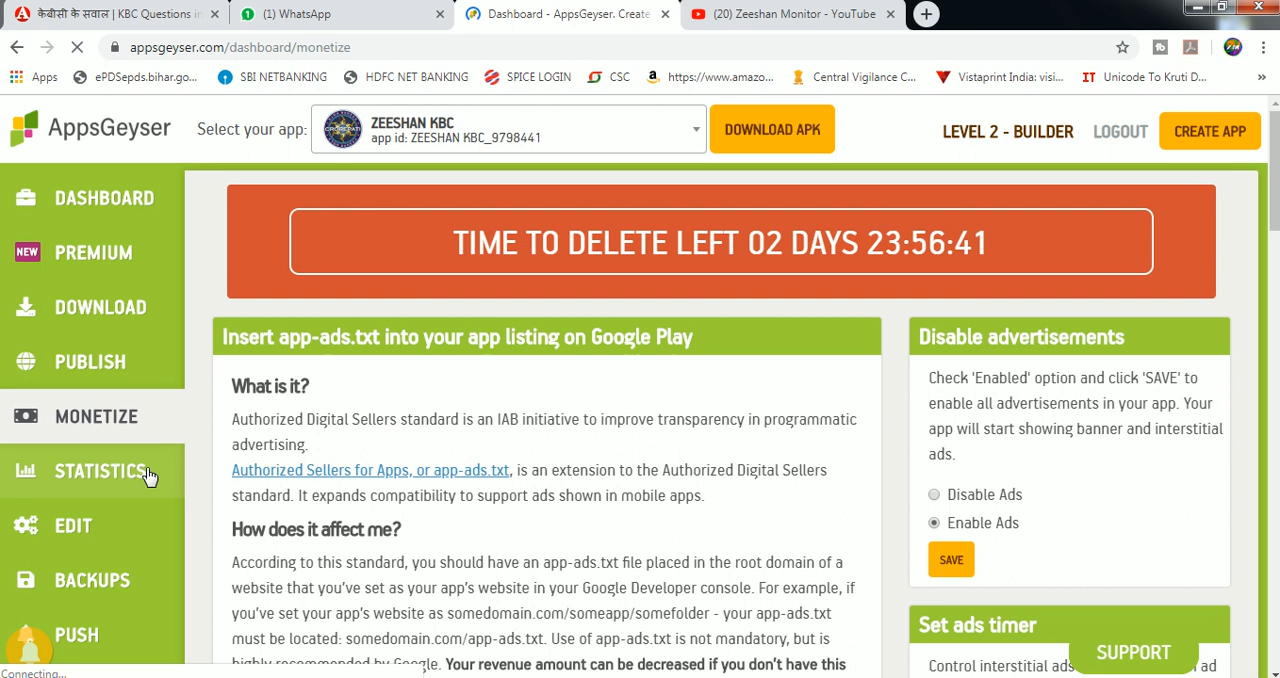 केबीसी के सवाल | KBC Questions in
(1) WhatsApp
Dashboard - AppsGeyser. Create
(20) Zeeshan Monitor - YouTube
appsgeyser.com/dashboard/monetize
Apps
ePDSepds.bihar.go...
SBI NETBANKING
HDFC NET BANKING
SPICE LOGIN
CSC
https://www.amazo...
Central Vigilance C...
Vistaprint India: visi...
IT Unicode To Kruti D...
AppsGeyser
Select your app:
ZEESHAN KBC
app id: ZEESHAN KBC_9798441
DOWNLOAD APK
LEVEL 2 - BUILDER
LOGOUT
CREATE APP
DASHBOARD
NEW PREMIUM
DOWNLOAD
PUBLISH
MONETIZE
STATISTICS
EDIT
BACKUPS
PUSH
Connecting...
TIME TO DELETE LEFT 02 DAYS 23:56:41
Insert app-ads.txt into your app listing on Google Play
What is it?
Authorized Digital Sellers standard is an IAB initiative to improve transparency in programmatic
advertising.
Authorized Sellers for Apps, or app-ads.txt, is an extension to the Authorized Digital Sellers
standard. It expands compatibility to support ads shown in mobile apps.
How does it affect me?
According to this standard, you should have an app-ads.txt file placed in the root domain of a
website that you've set as your app's website in your Google Developer console. For example, if
you've set your app's website as somedomain.com/someapp/somefolder - your app-ads.txt
must be located: somedomain.com/app-ads.txt. Use of app-ads.txt is not mandatory, but is
highly recommended by Google. Your revenue amount can be decreased if you don't have this
Disable advertisements
Check 'Enabled' option and click 'SAVE' to
enable all advertisements in your app. Your
app will start showing banner and interstitial
ads.
Disable Ads
Enable Ads
SAVE
Set ads timer
Control interstitial ads ad
SUPPORT